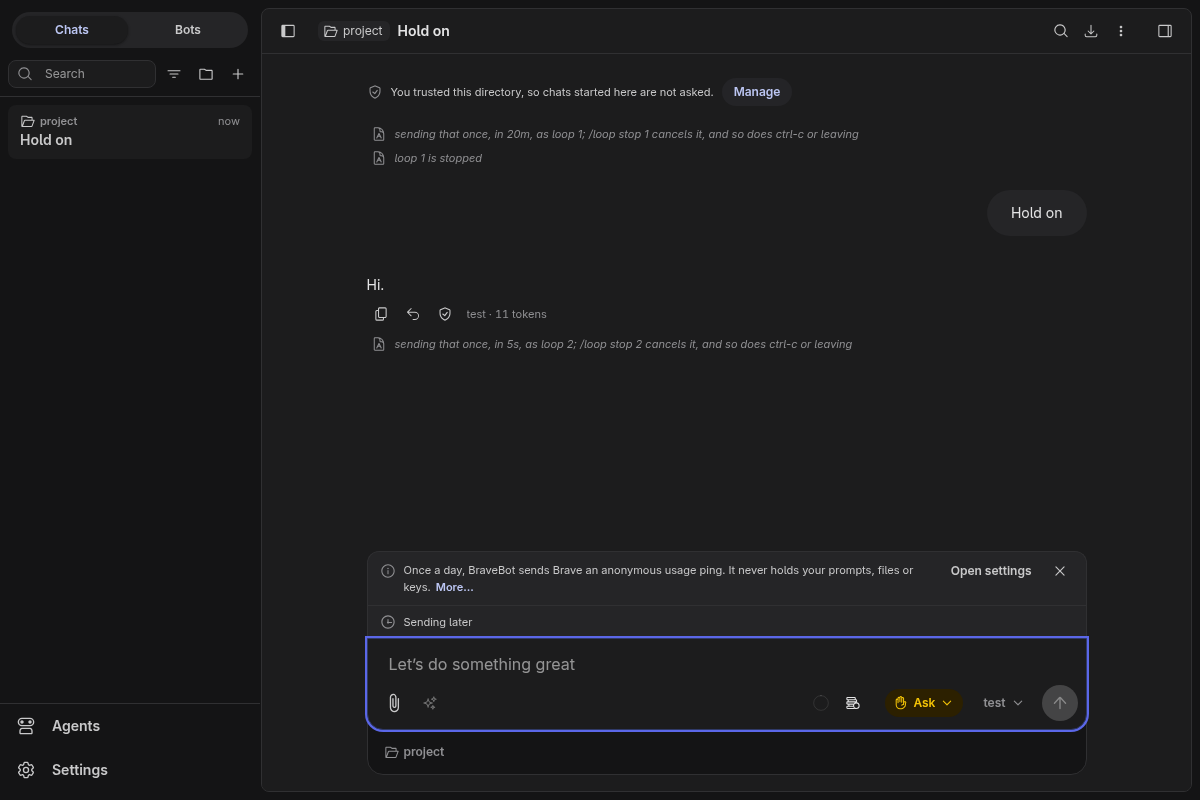 Chats
Bots
Search
project
now
Hold on
Agents
Settings
project
Hold on
You trusted this directory, so chats started here are not asked.
Manage
sending that once, in 20m, as loop 1; /loop stop 1 cancels it, and so does ctrl-c or leaving
loop 1 is stopped
Hold on
Hi.
test · 11 tokens
sending that once, in 5s, as loop 2; /loop stop 2 cancels it, and so does ctrl-c or leaving
Once a day, BraveBot sends Brave an anonymous usage ping. It never holds your prompts, files or
keys. More...
Open settings
Sending later
Let's do something great
Ask
test
project